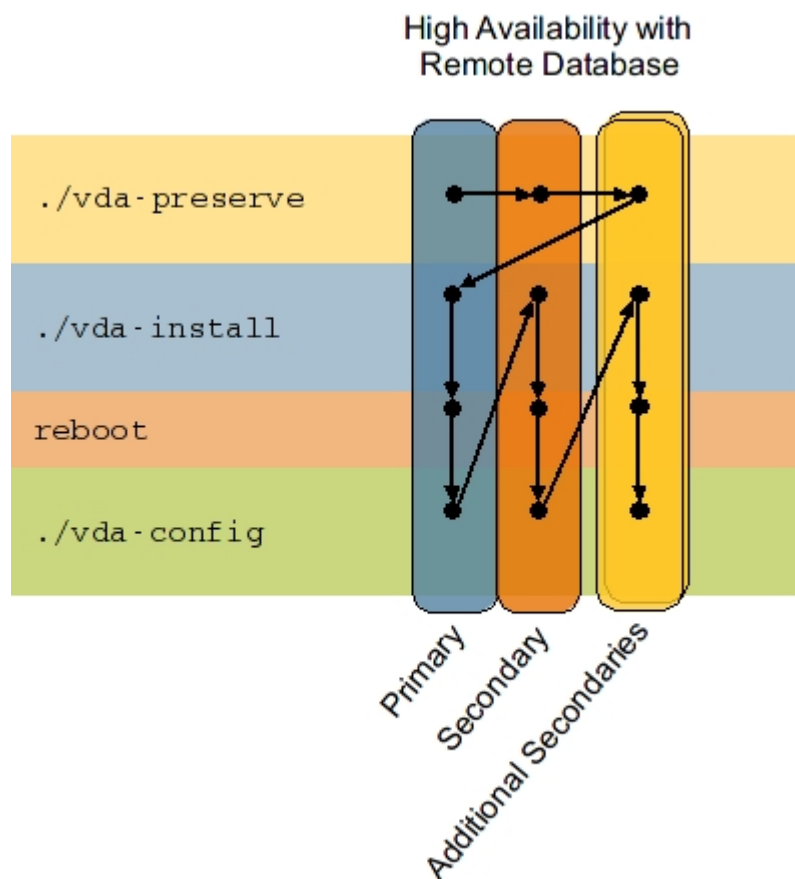 High Availability with
Remote Database
./vda-preserve
./vda-install
reboot
./vda-config
Primary
Secondary
Additional Secondaries